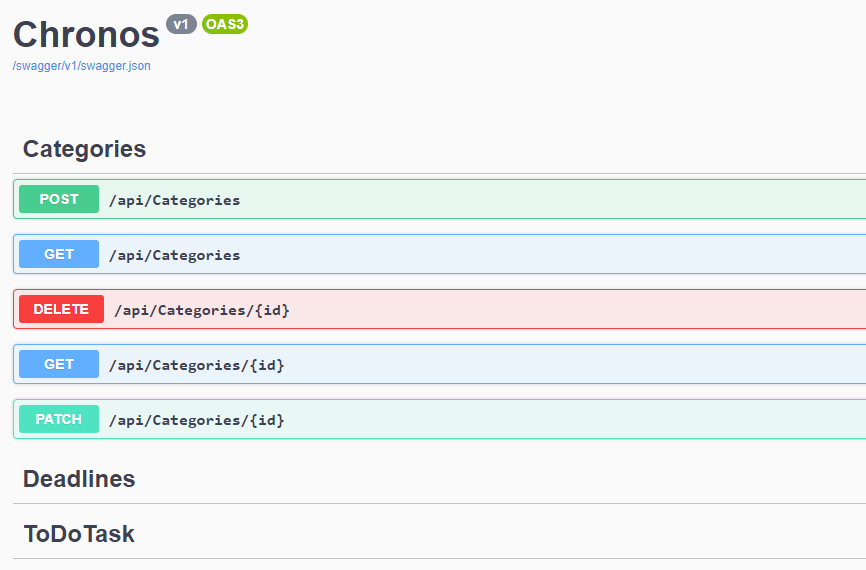 Chronos v1 OAS3
/swagger/v1/swagger.json
Categories
POST /api/Categories
GET /api/Categories
DELETE /api/Categories/{id}
GET /api/Categories/{id}
PATCH /api/Categories/{id}
Deadlines
ToDoTask